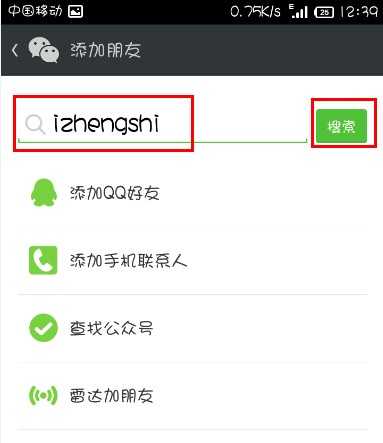 中国移动 0.75K/s E 25 12:39
添加朋友
izhengshi 搜索
添加QQ好友
添加手机联系人
查找公众号
雷达加朋友